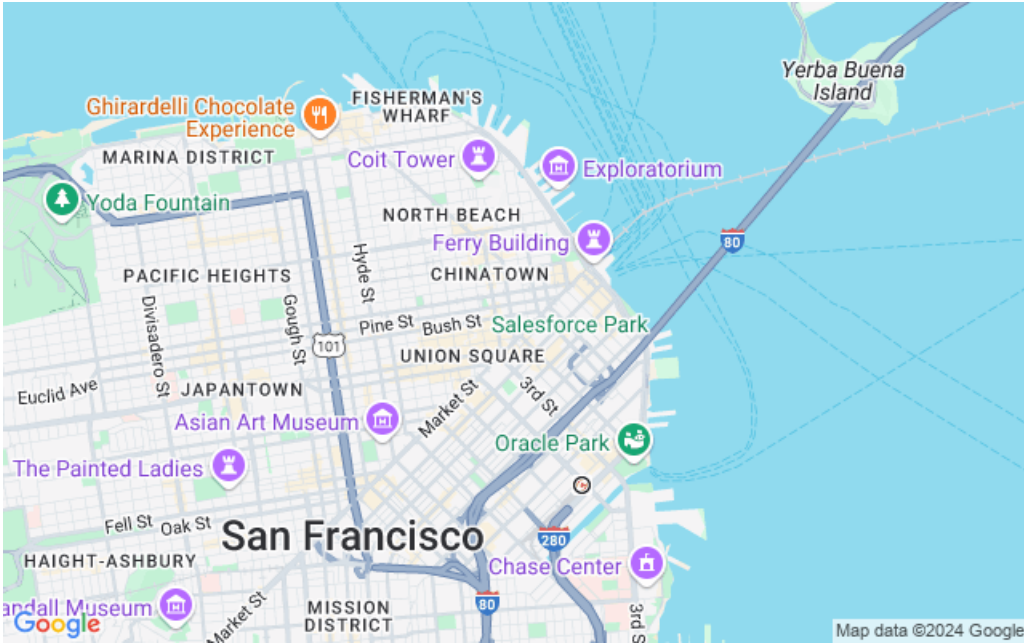 Yerba Buena
Island
Ghirardelli Chocolate
Experience
FISHERMAN'S
WHARF
MARINA DISTRICT
Coit Tower
Exploratorium
Yoda Fountain
NORTH BEACH
Ferry Building
80
Hyde St
PACIFIC HEIGHTS
CHINATOWN
Divisadero St
Gough St
Pine St
Bush St
Salesforce Park
101
UNION SQUARE
Euclid Ave
JAPANTOWN
Market St
3rd St
Asian Art Museum
Oracle Park
The Painted Ladies
Fell St
Oak St
San Francisco
280
HAIGHT-ASHBURY
Chase Center
andall Museum
80
Market St
MISSION
DISTRICT
3rd S
Google
Map data ©2024 Google